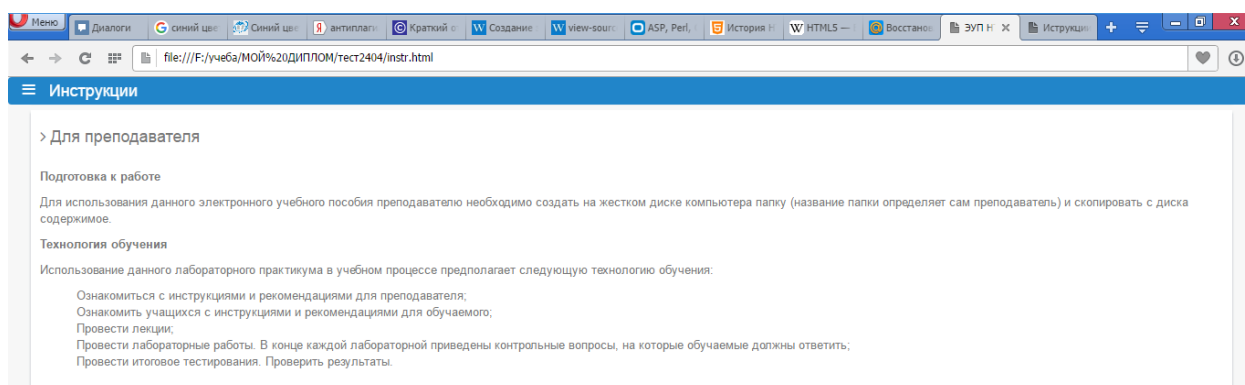 Меню
Диалоги
синий цвет
Синий цве
антиплаги
Краткий о
Создание
view-sourc
ASP, Perl,
История H
HTML5 —
Восстанов
ЭУП H
Иструкци
file:///F:/учеба/МОЙ%20ДИПЛОМ/тест2404/instr.html
Инструкции
> Для преподавателя
Подготовка к работе
Для использования данного электронного учебного пособия преподавателю необходимо создать на жестком диске компьютера папку (название папки определяет сам преподаватель) и скопировать с диска
содержимое.
Технология обучения
Использование данного лабораторного практикума в учебном процессе предполагает следующую технологию обучения:
Ознакомиться с инструкциями и рекомендациями для преподавателя;
Ознакомить учащихся с инструкциями и рекомендациями для обучаемого;
Провести лекции;
Провести лабораторные работы. В конце каждой лабораторной приведены контрольные вопросы, на которые обучаемые должны ответить;
Провести итоговое тестирования. Проверить результаты.